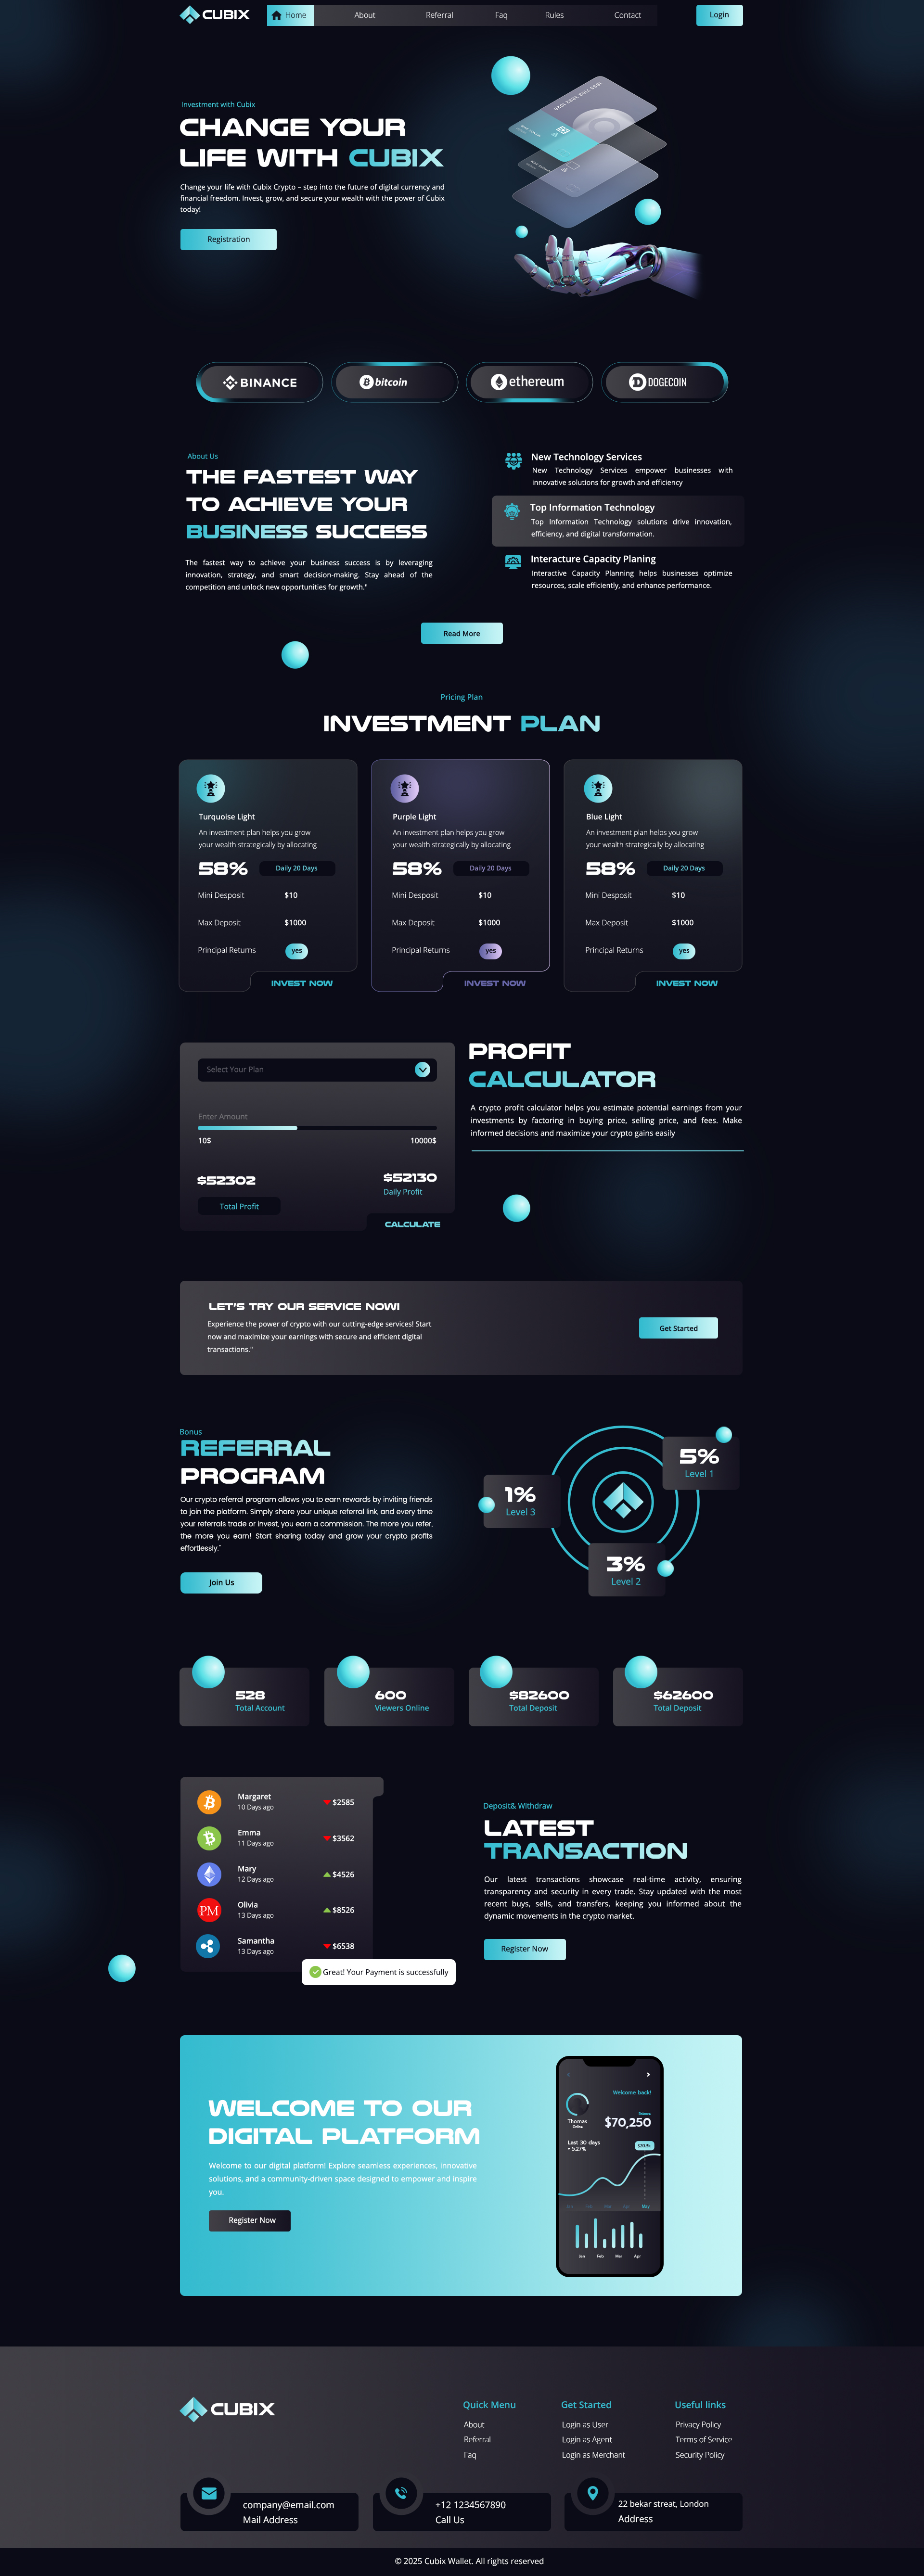 CUBIX
Home
About
Referral
Faq
Rules
Contact
Login
Investment with Cubix
CHANGE YOUR
LIFE WITH CUBIX
Change your life with Cubix Crypto – step into the future of digital currency and
financial freedom. Invest, grow, and secure your wealth with the power of Cubix
today!
Registration
BINANCE
bitcoin
ethereum
DOGECOIN
About Us
THE FASTEST WAY
TO ACHIEVE YOUR
BUSINESS SUCCESS
The fastest way to achieve your business success is by leveraging
innovation, strategy, and smart decision-making. Stay ahead of the
competition and unlock new opportunities for growth."
New Technology Services
New Technology Services empower businesses with
innovative solutions for growth and efficiency
Top Information Technology
Top Information Technology solutions drive innovation,
efficiency, and digital transformation.
Interacture Capacity Planing
Interactive Capacity Planning helps businesses optimize
resources, scale efficiently, and enhance performance.
Read More
Pricing Plan
INVESTMENT PLAN
Turquoise Light
An investment plan helps you grow
your wealth strategically by allocating
58%
Daily 20 Days
Mini Desposit
$10
Max Deposit
$1000
Principal Returns
yes
INVEST NOW
Purple Light
An investment plan helps you grow
your wealth strategically by allocating
58%
Daily 20 Days
Mini Desposit
$10
Max Deposit
$1000
Principal Returns
yes
INVEST NOW
Blue Light
An investment plan helps you grow
your wealth strategically by allocating
58%
Daily 20 Days
Mini Desposit
$10
Max Deposit
$1000
Principal Returns
yes
INVEST NOW
Select Your Plan
Enter Amount
10$
10000$
$52302
Total Profit
$52130
Daily Profit
CALCULATE
PROFIT
CALCULATOR
A crypto profit calculator helps you estimate potential earnings from your
investments by factoring in buying price, selling price, and fees. Make
informed decisions and maximize your crypto gains easily
LET'S TRY OUR SERVICE NOW!
Experience the power of crypto with our cutting-edge services! Start
now and maximize your earnings with secure and efficient digital
transactions."
Get Started
Bonus
REFERRAL
PROGRAM
Our crypto referral program allows you to earn rewards by inviting friends
to join the platform. Simply share your unique referral link, and every time
your referrals trade or invest, you earn a commission. The more you refer,
the more you earn! Start sharing today and grow your crypto profits
effortlessly."
Join Us
5%
Level 1
1%
Level 3
3%
Level 2
528
Total Account
600
Viewers Online
$82600
Total Deposit
$62600
Total Deposit
Margaret
10 Days ago
$2585
Emma
11 Days ago
$3562
Mary
12 Days ago
$4526
PM
Olivia
13 Days ago
$8526
Samantha
13 Days ago
$6538
Great! Your Payment is successfully
Deposit& Withdraw
LATEST
TRANSACTION
Our latest transactions showcase real-time activity, ensuring
transparency and security in every trade. Stay updated with the most
recent buys, sells, and transfers, keeping you informed about the
dynamic movements in the crypto market.
Register Now
WELCOME TO OUR
DIGITAL PLATFORM
Welcome to our digital platform! Explore seamless experiences, innovative
solutions, and a community-driven space designed to empower and inspire
you.
Register Now
Welcome back!
Thomas
Online
Balance
$70,250
Last 30 days
+ 5.27%
$20.3k
May
Jan
Feb
Mar
Apr
CUBIX
Quick Menu
About
Referral
Faq
Get Started
Login as User
Login as Agent
Login as Merchant
Useful links
Privacy Policy
Terms of Service
Security Policy
company@email.com
Mail Address
+12 1234567890
Call Us
22 bekar streat, London
Address
© 2025 Cubix Wallet. All rights reserved